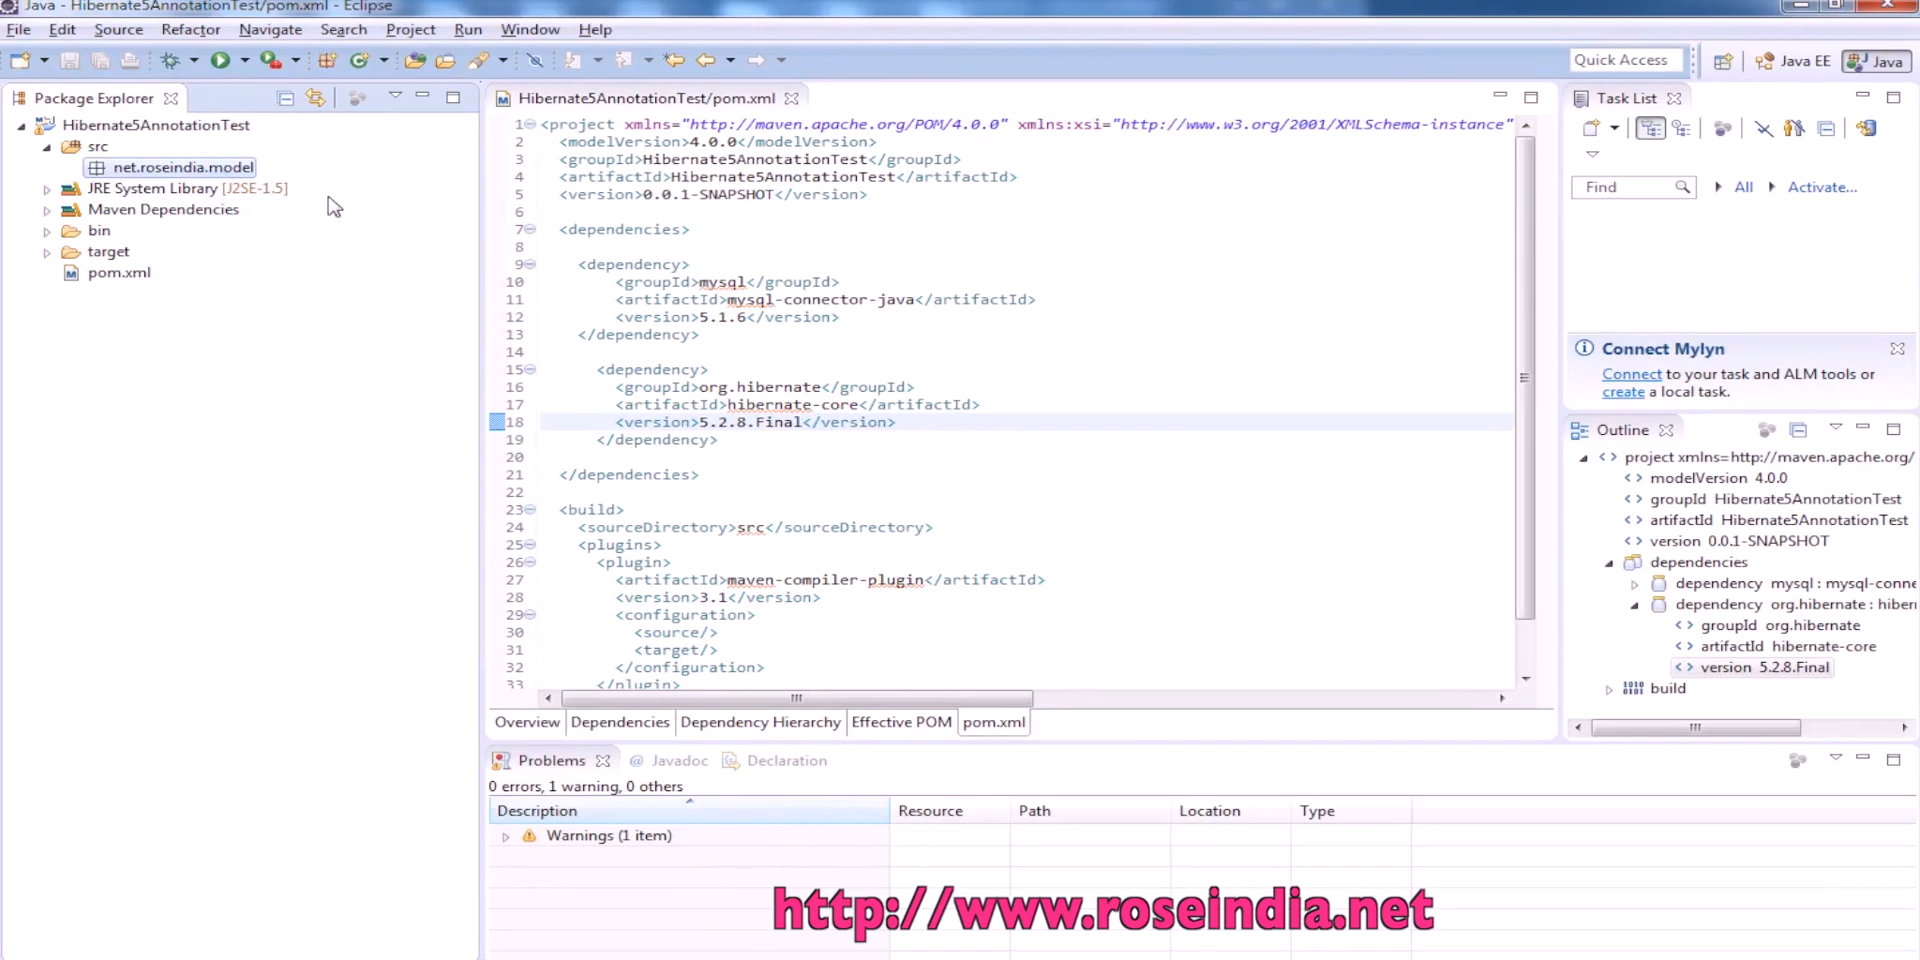 Java - Hibernate5AnnotationTest/pom.xml - Eclipse
File Edit Source Refactor Navigate Search Project Run Window Help
Quick Access Java EE Java
Package Explorer
Hibernate5AnnotationTest
src
net.roseindia.model
JRE System Library [J2SE-1.5]
Maven Dependencies
bin
target
pom.xml
Hibernate5AnnotationTest/pom.xml
1 <project xmlns="http://maven.apache.org/POM/4.0.0" xmlns:xsi="http://www.w3.org/2001/XMLSchema-instance"
2 <modelVersion>4.0.0</modelVersion>
3 <groupId>Hibernate5AnnotationTest</groupId>
4 <artifactId>Hibernate5AnnotationTest</artifactId>
5 <version>0.0.1-SNAPSHOT</version>
6
7 <dependencies>
8
9 <dependency>
10 <groupId>mysql</groupId>
11 <artifactId>mysql-connector-java</artifactId>
12 <version>5.1.6</version>
13 </dependency>
14
15 <dependency>
16 <groupId>org.hibernate</groupId>
17 <artifactId>hibernate-core</artifactId>
18 <version>5.2.8.Final</version>
19 </dependency>
20
21 </dependencies>
22
23 <build>
24 <sourceDirectory>src</sourceDirectory>
25 <plugins>
26 <plugin>
27 <artifactId>maven-compiler-plugin</artifactId>
28 <version>3.1</version>
29 <configuration>
30 <source/>
31 <target/>
32 </configuration>
33 </plugin>
Overview Dependencies Dependency Hierarchy Effective POM pom.xml
Task List
Find All Activate...
Connect Mylyn
Connect to your task and ALM tools or
create a local task.
Outline
project xmlns=http://maven.apache.org/
modelVersion 4.0.0
groupId Hibernate5AnnotationTest
artifactId Hibernate5AnnotationTest
version 0.0.1-SNAPSHOT
dependencies
dependency mysql : mysql-conne
dependency org.hibernate : hiber
groupId org.hibernate
artifactId hibernate-core
version 5.2.8.Final
build
Problems @ Javadoc Declaration
0 errors, 1 warning, 0 others
Description Resource Path Location Type
Warnings (1 item)
http://www.roseindia.net